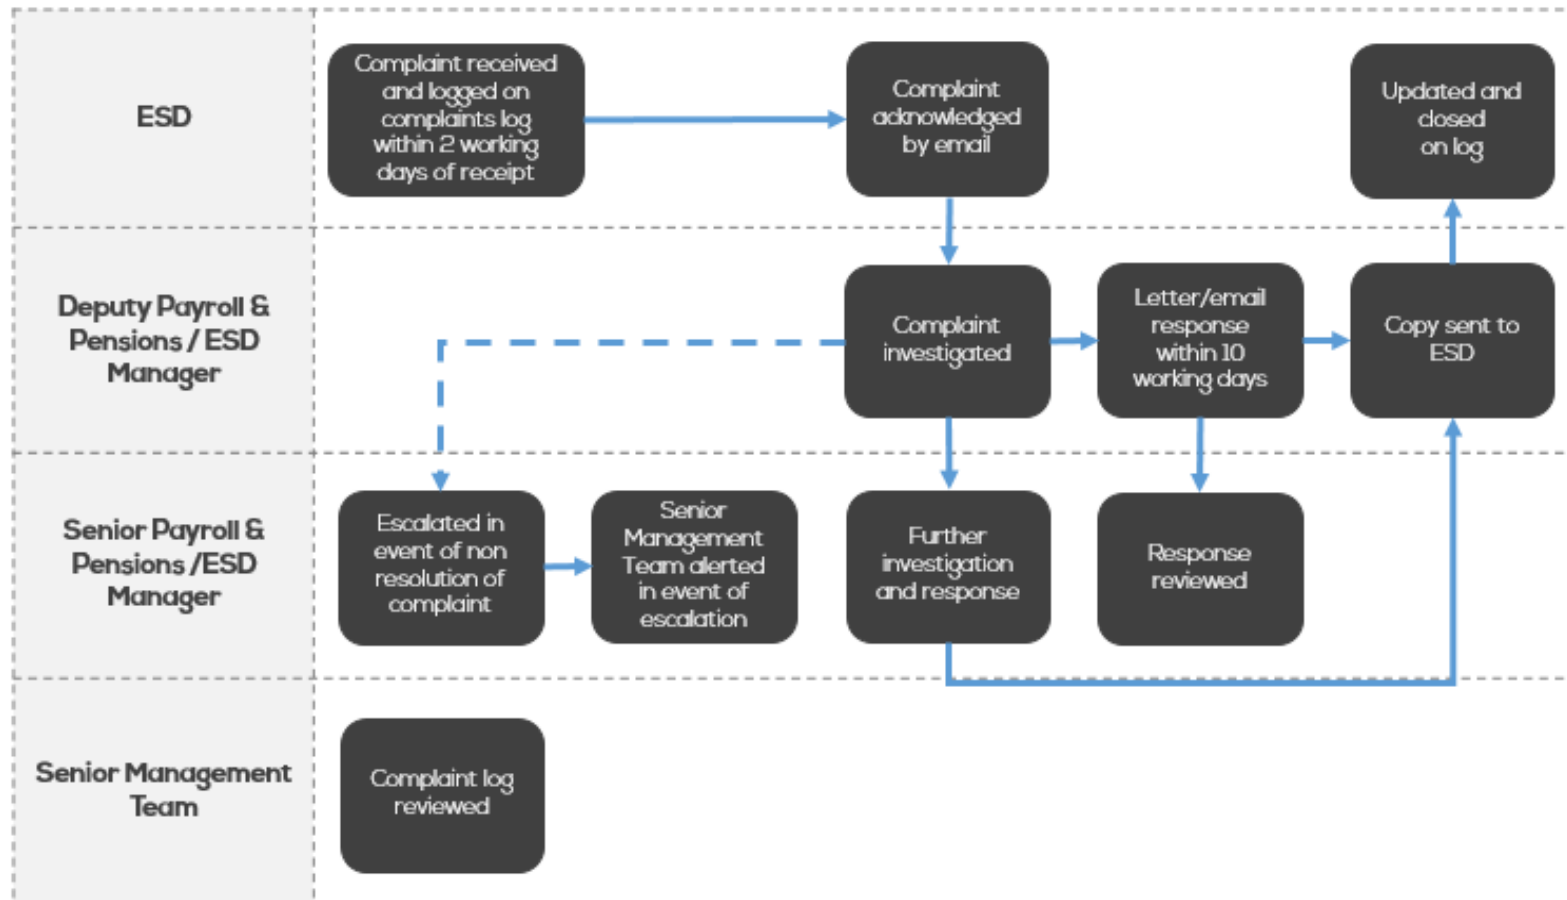 ESD
Complaint received
and logged on
complaints log
within 2 working
days of receipt
Complaint
acknowledged
by email
Updated and
closed
on log
Deputy Payroll &
Pensions / ESD
Manager
Complaint
investigated
Letter/email
response
within 10
working days
Copy sent to
ESD
Senior Payroll &
Pensions /ESD
Manager
Escalated in
event of non
resolution of
complaint
Senior
Management
Team alerted
in event of
escalation
Further
investigation
and response
Response
reviewed
Senior Management
Team
Complaint log
reviewed